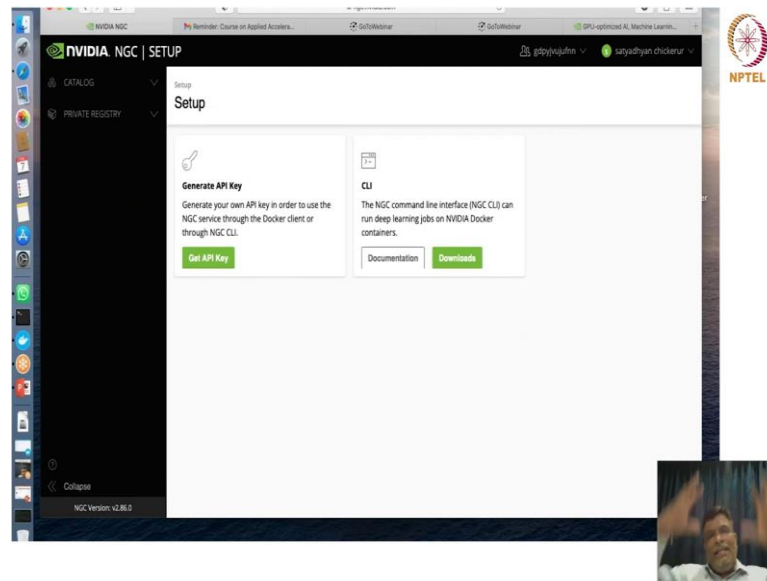 NVIDIA NGC
Reminder: Course on Applied Accelera...
GoToWebinar
GoToWebinar
GPU-optimized AI, Machine Learnin...
NVIDIA. NGC | SETUP
gdpyjvujufnn
satyadhyan chickerur
NPTEL
CATALOG
PRIVATE REGISTRY
Setup
Setup
Generate API Key
Generate your own API key in order to use the
NGC service through the Docker client or
through NGC CLI.
Get API Key
CLI
The NGC command line interface (NGC CLI) can
run deep learning jobs on NVIDIA Docker
containers.
Documentation
Downloads
Collapse
NGC Version: v2.86.0